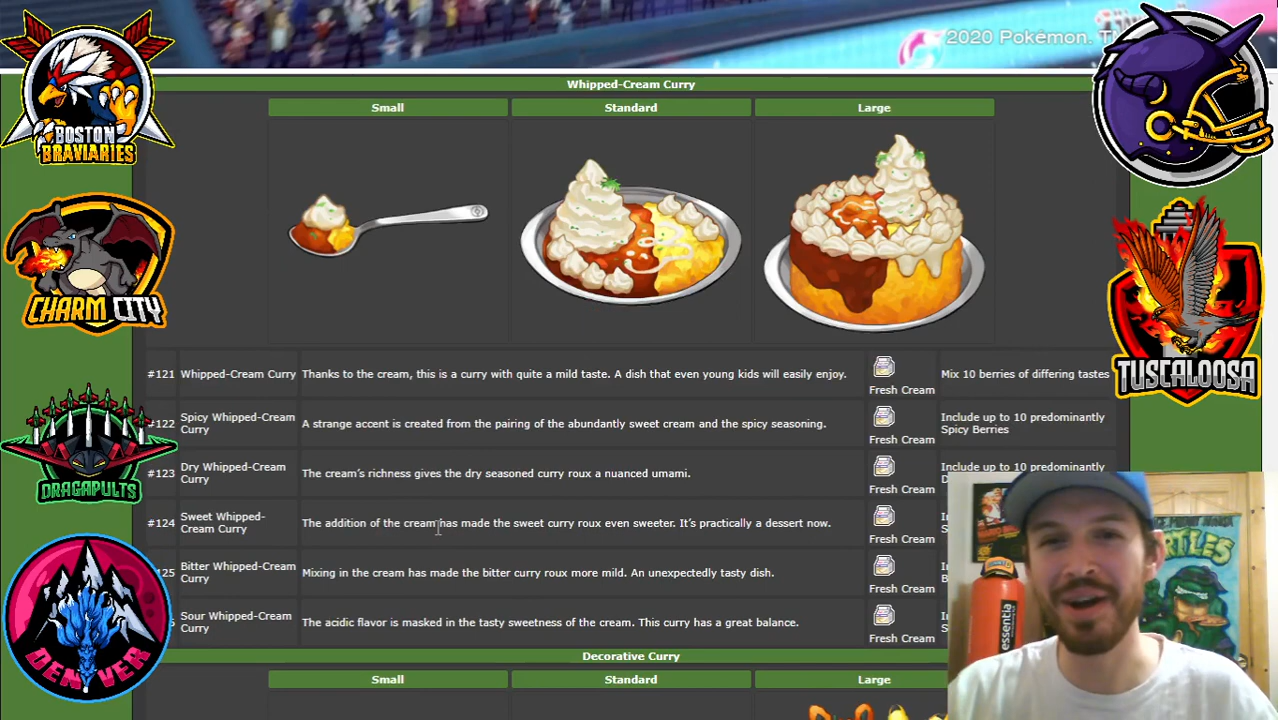 2020 Pokémon. TM
BOSTON
BRAVIARIES
CHARM CITY
DRAGAPULTS
DENVER
TUSCALOOSA
Whipped-Cream Curry
Small Standard Large
#121 Whipped-Cream Curry Thanks to the cream, this is a curry with quite a mild taste. A dish that even young kids will easily enjoy. Fresh Cream Mix 10 berries of differing tastes
#122 Spicy Whipped-Cream Curry A strange accent is created from the pairing of the abundantly sweet cream and the spicy seasoning. Fresh Cream Include up to 10 predominantly Spicy Berries
#123 Dry Whipped-Cream Curry The cream's richness gives the dry seasoned curry roux a nuanced umami. Fresh Cream Include up to 10 predominantly
#124 Sweet Whipped-Cream Curry The addition of the cream has made the sweet curry roux even sweeter. It's practically a dessert now. Fresh Cream
125 Bitter Whipped-Cream Curry Mixing in the cream has made the bitter curry roux more mild. An unexpectedly tasty dish. Fresh Cream
Sour Whipped-Cream Curry The acidic flavor is masked in the tasty sweetness of the cream. This curry has a great balance. Fresh Cream
Decorative Curry
Small Standard Large
essentia
TURTLES